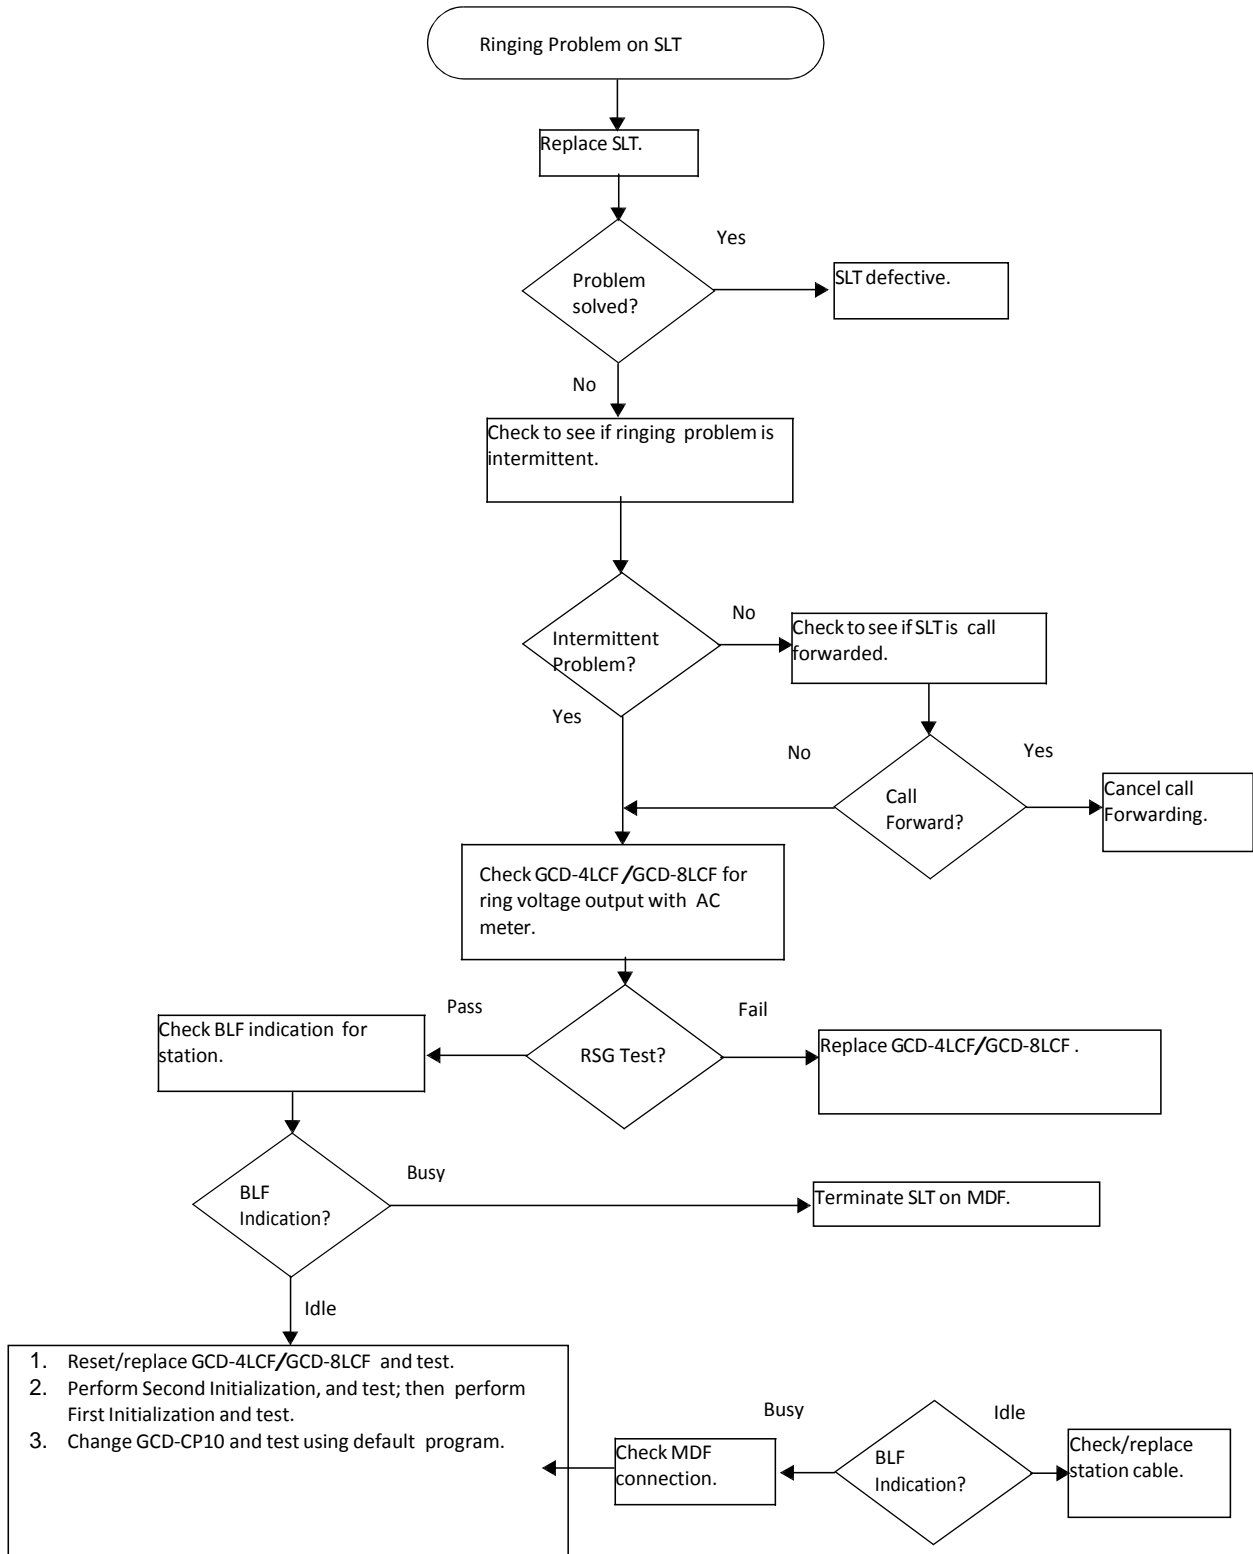 Ringing Problem on SLT
Replace SLT.
Yes
Problem
solved?
SLT defective.
No
Check to see if ringing problem is
intermittent.
No
Intermittent
Problem?
Check to see if SLT is call
forwarded.
Yes
No
Yes
Call
Forward?
Cancel call
Forwarding.
Check GCD-4LCF/GCD-8LCF for
ring voltage output with AC
meter.
Pass
Fail
Check BLF indication for
station.
RSG Test?
Replace GCD-4LCF/GCD-8LCF .
Busy
BLF
Indication?
Terminate SLT on MDF.
Idle
1. Reset/replace GCD-4LCF/GCD-8LCF and test.
2. Perform Second Initialization, and test; then perform
First Initialization and test.
3. Change GCD-CP10 and test using default program.
Busy
Idle
Check MDF
connection.
BLF
Indication?
Check/replace
station cable.